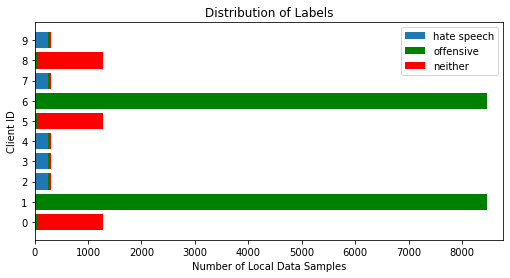 Distribution of Labels
hate speech
offensive
neither
Client ID
9
8
7
6
5
4
3
2
1
0
0 1000 2000 3000 4000 5000 6000 7000 8000
Number of Local Data Samples